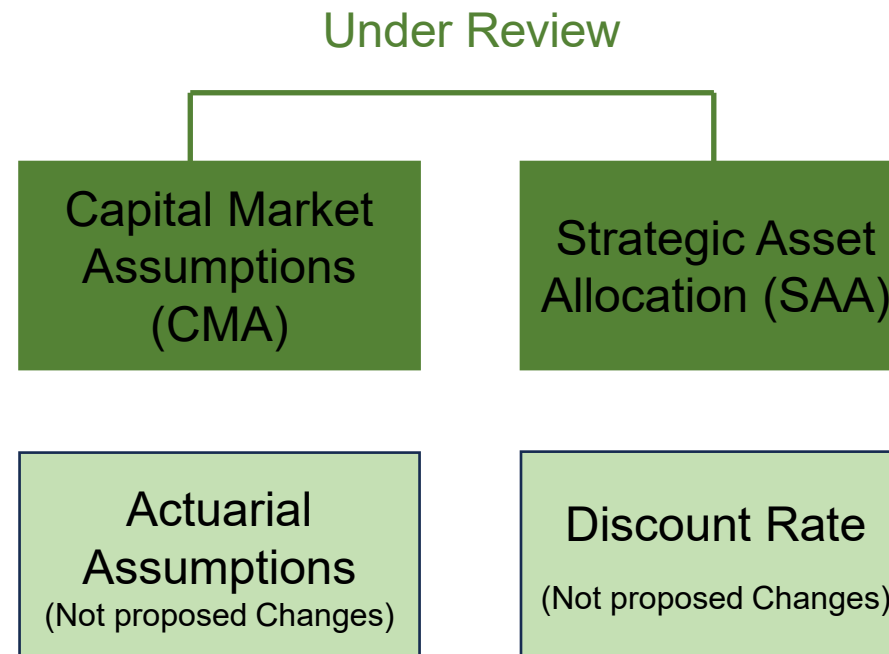 Under Review
Capital Market
Assumptions
(CMA)
Strategic Asset
Allocation (SAA)
Actuarial
Assumptions
(Not proposed Changes)
Discount Rate
(Not proposed Changes)